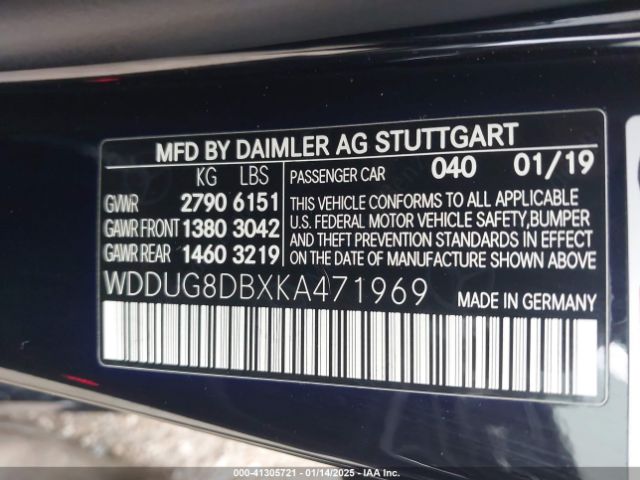 MFD BY DAIMLER AG STUTTGART
KG LBS
GVWR 2790 6151
GAWR FRONT 1380 3042
GAWR REAR 1460 3219
PASSENGER CAR 040 01/19
THIS VEHICLE CONFORMS TO ALL APPLICABLE
U.S. FEDERAL MOTOR VEHICLE SAFETY, BUMPER
AND THEFT PREVENTION STANDARDS IN EFFECT
ON THE DATE OF MANUFACTURE SHOWN ABOVE
WDDUG8DBXKA471969 MADE IN GERMANY
000-41305721 - 01/14/2025 - IAA Inc.